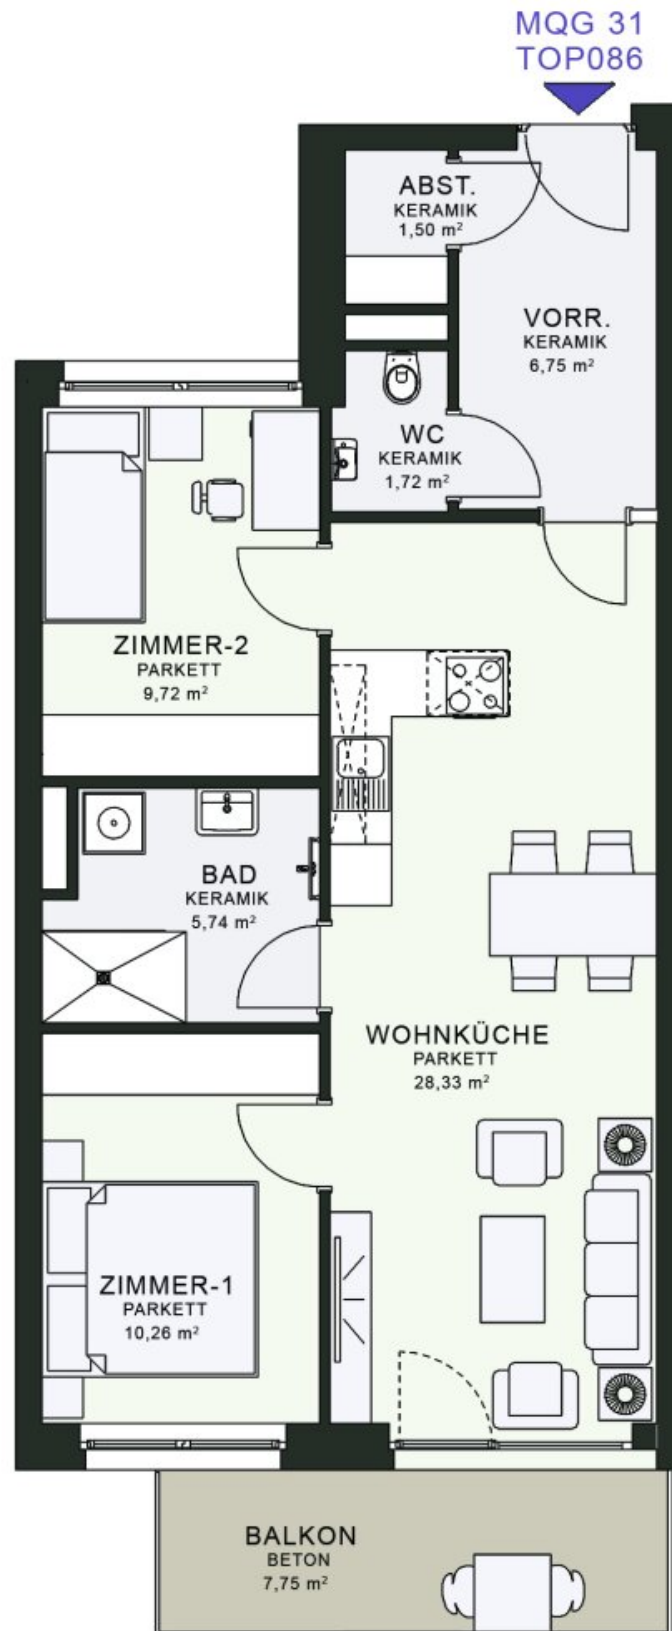 MQG 31
TOP086
ABST.
KERAMIK
1,50 m²
VORR.
KERAMIK
6,75 m²
WC
KERAMIK
1,72 m²
ZIMMER-2
PARKETT
9,72 m²
BAD
KERAMIK
5,74 m²
WOHNKÜCHE
PARKETT
28,33 m²
ZIMMER-1
PARKETT
10,26 m²
BALKON
BETON
7,75 m²